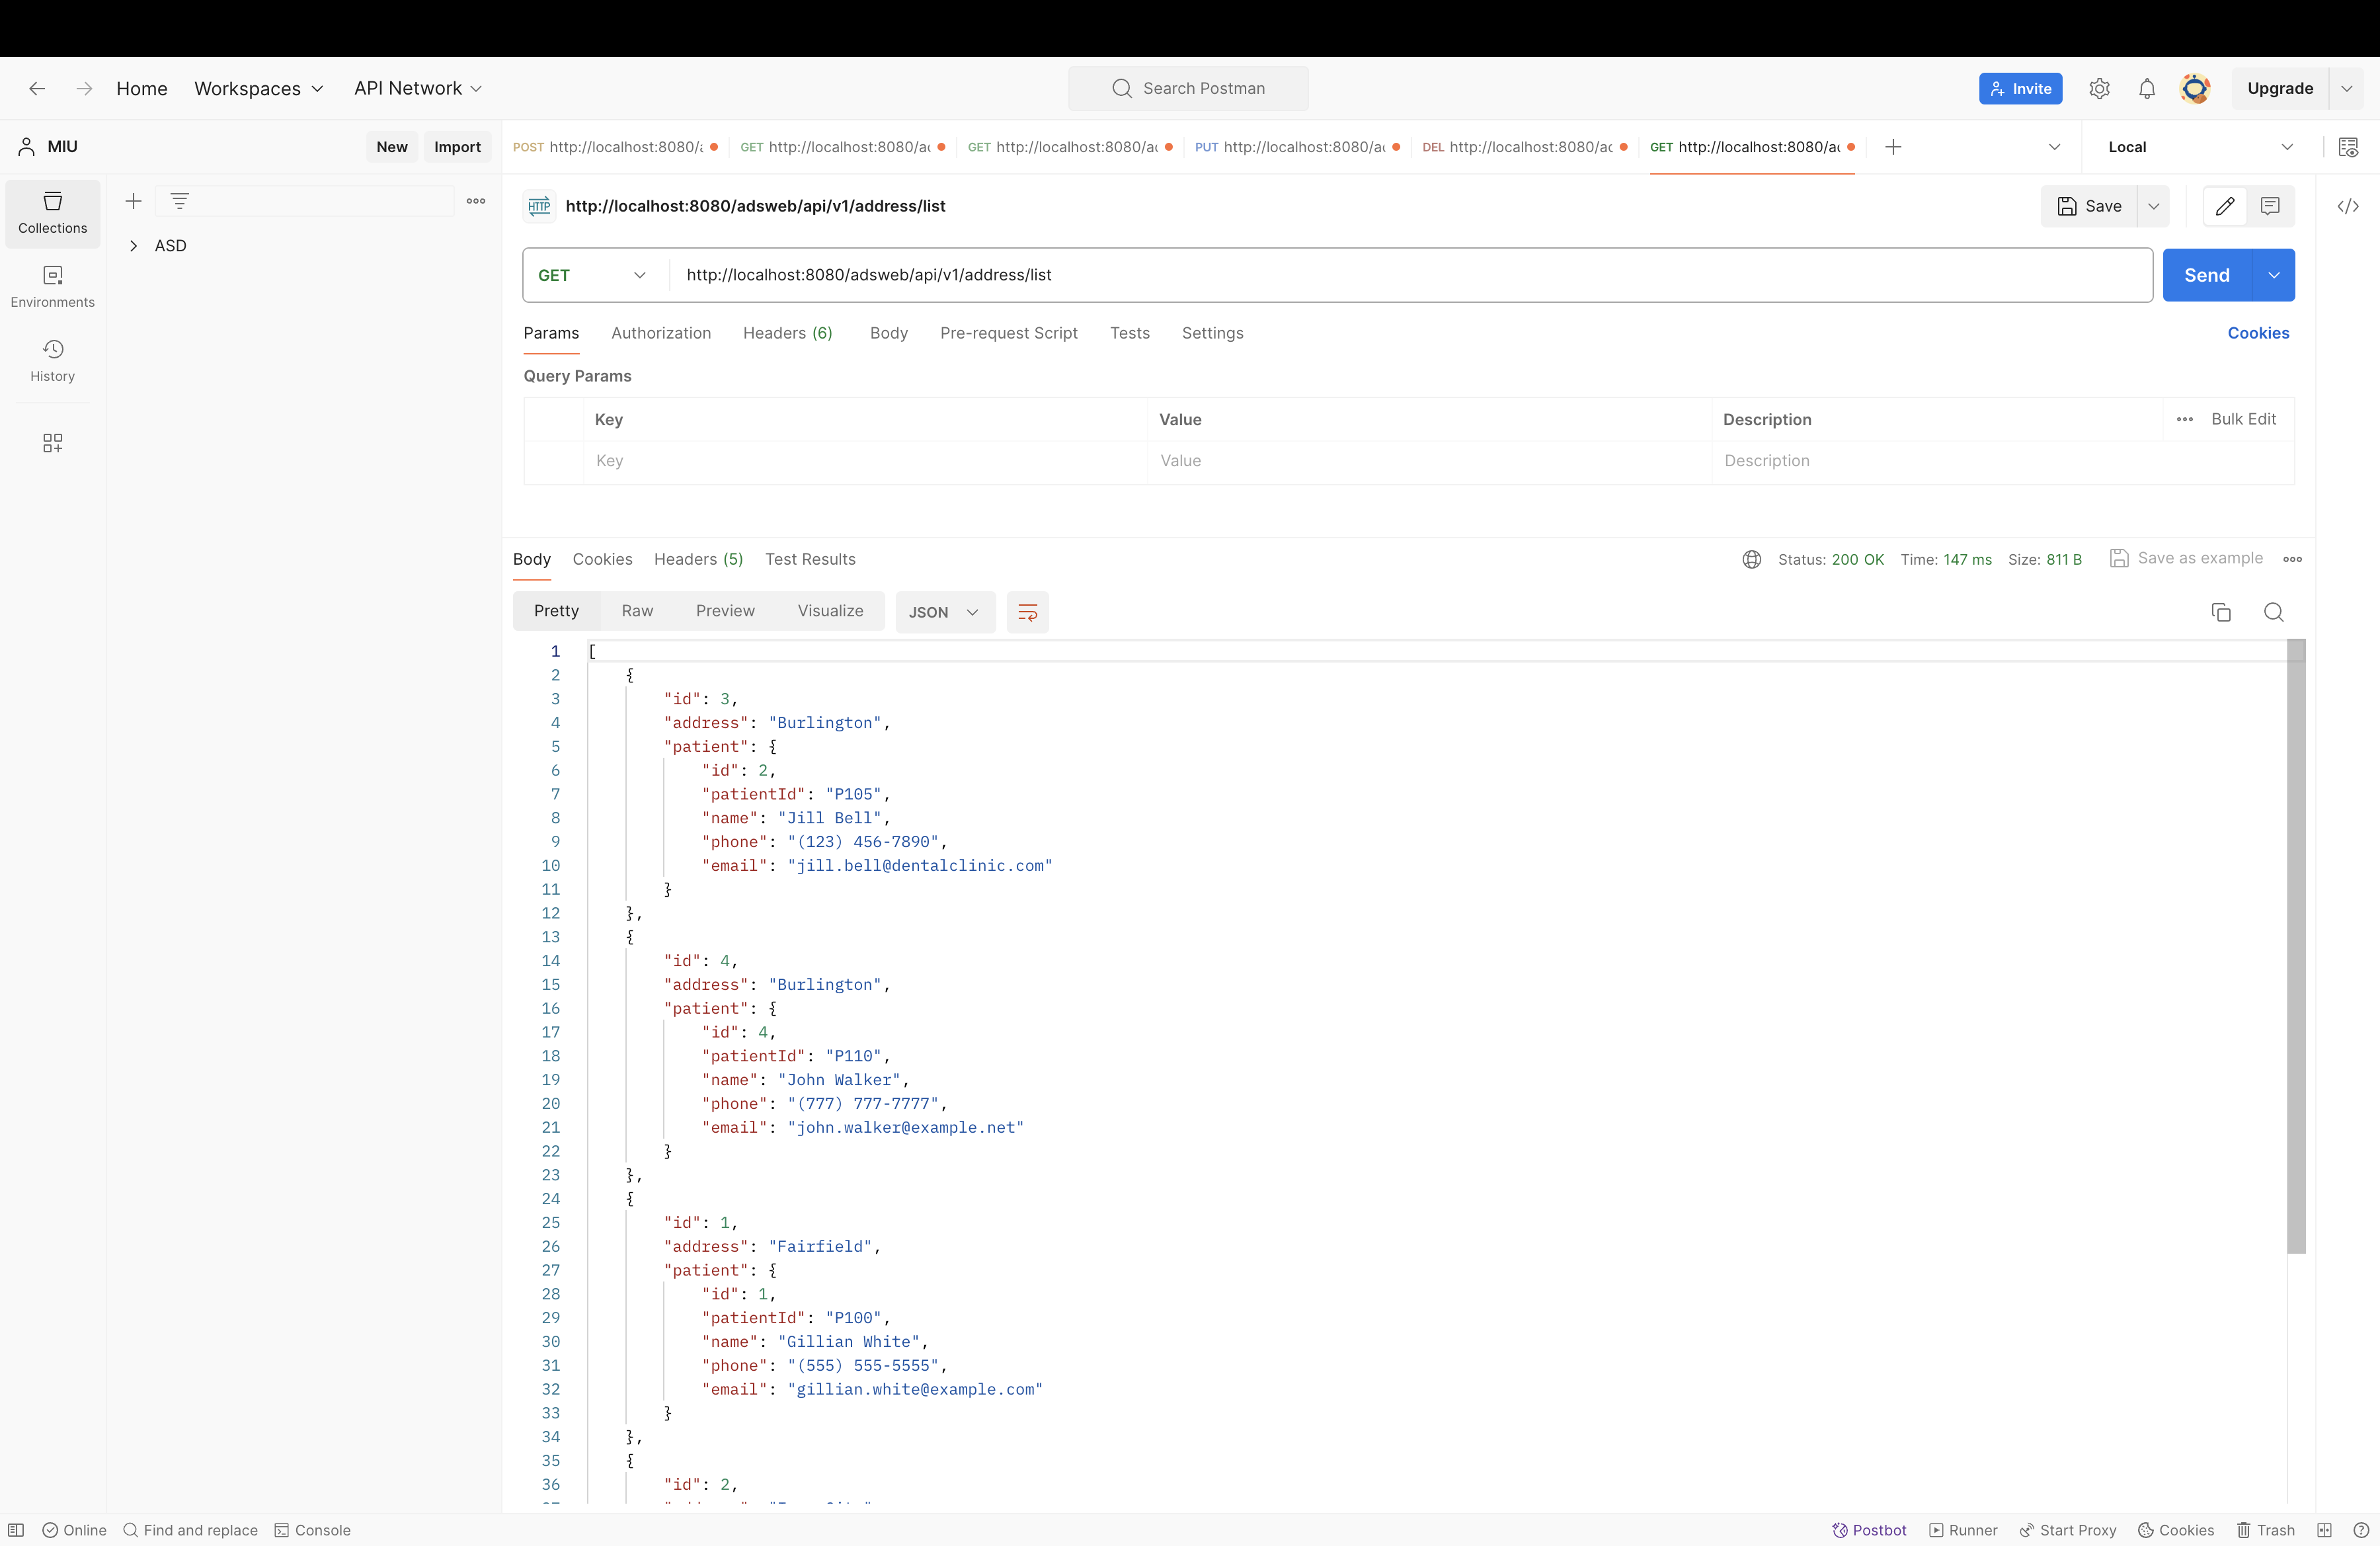 Home Workspaces API Network Search Postman Invite Upgrade
MIU New Import POST http://localhost:8080/a GET http://localhost:8080/ac GET http://localhost:8080/ac PUT http://localhost:8080/ac DEL http://localhost:8080/ac GET http://localhost:8080/ac Local
Collections
Environments
History
ASD
HTTP http://localhost:8080/adsweb/api/v1/address/list Save
GET http://localhost:8080/adsweb/api/v1/address/list Send
Params Authorization Headers (6) Body Pre-request Script Tests Settings Cookies
Query Params
Key Value Description Bulk Edit
Key Value Description
Body Cookies Headers (5) Test Results Status: 200 OK Time: 147 ms Size: 811 B Save as example
Pretty Raw Preview Visualize JSON
1 [
2 {
3 "id": 3,
4 "address": "Burlington",
5 "patient": {
6 "id": 2,
7 "patientId": "P105",
8 "name": "Jill Bell",
9 "phone": "(123) 456-7890",
10 "email": "jill.bell@dentalclinic.com"
11 }
12 },
13 {
14 "id": 4,
15 "address": "Burlington",
16 "patient": {
17 "id": 4,
18 "patientId": "P110",
19 "name": "John Walker",
20 "phone": "(777) 777-7777",
21 "email": "john.walker@example.net"
22 }
23 },
24 {
25 "id": 1,
26 "address": "Fairfield",
27 "patient": {
28 "id": 1,
29 "patientId": "P100",
30 "name": "Gillian White",
31 "phone": "(555) 555-5555",
32 "email": "gillian.white@example.com"
33 }
34 },
35 {
36 "id": 2,
Online Find and replace Console Postbot Runner Start Proxy Cookies Trash